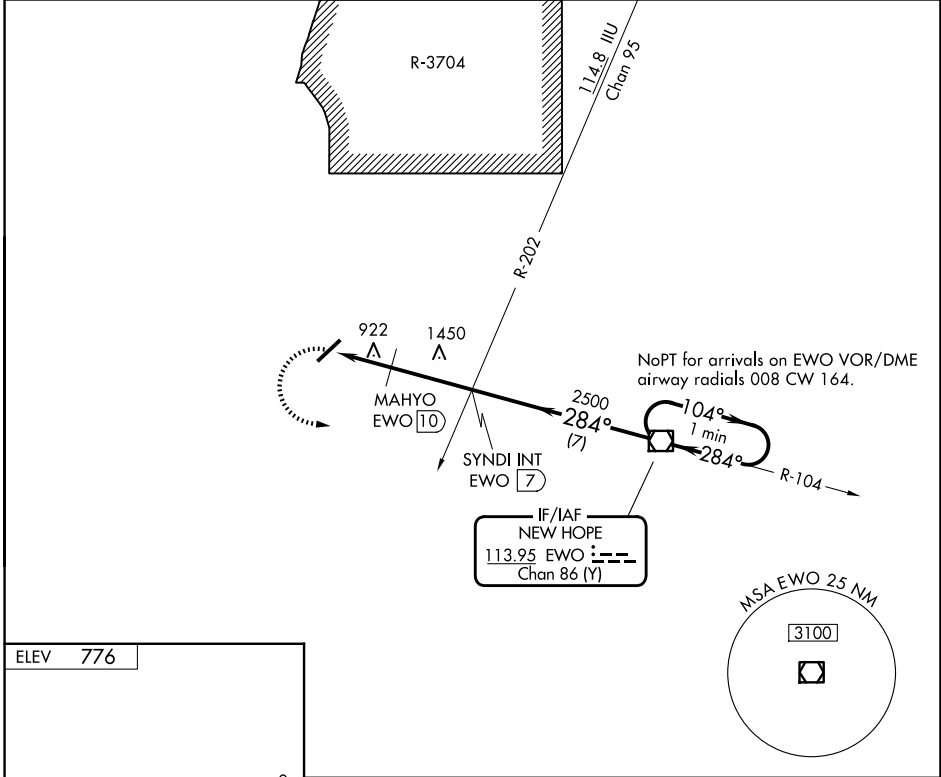 R-3704
114.8 IIU
Chan 95
R-202
922
1450
NoPT for arrivals on EWO VOR/DME
airway radials 008 CW 164.
MAHYO
EWO 10
2500
284°
(7)
104°
1 min
284°
R-104
SYNDI INT
EWO 7
IF/IAF
NEW HOPE
113.95 EWO
Chan 86 (Y)
MSA EWO 25 NM
3100
ELEV 776